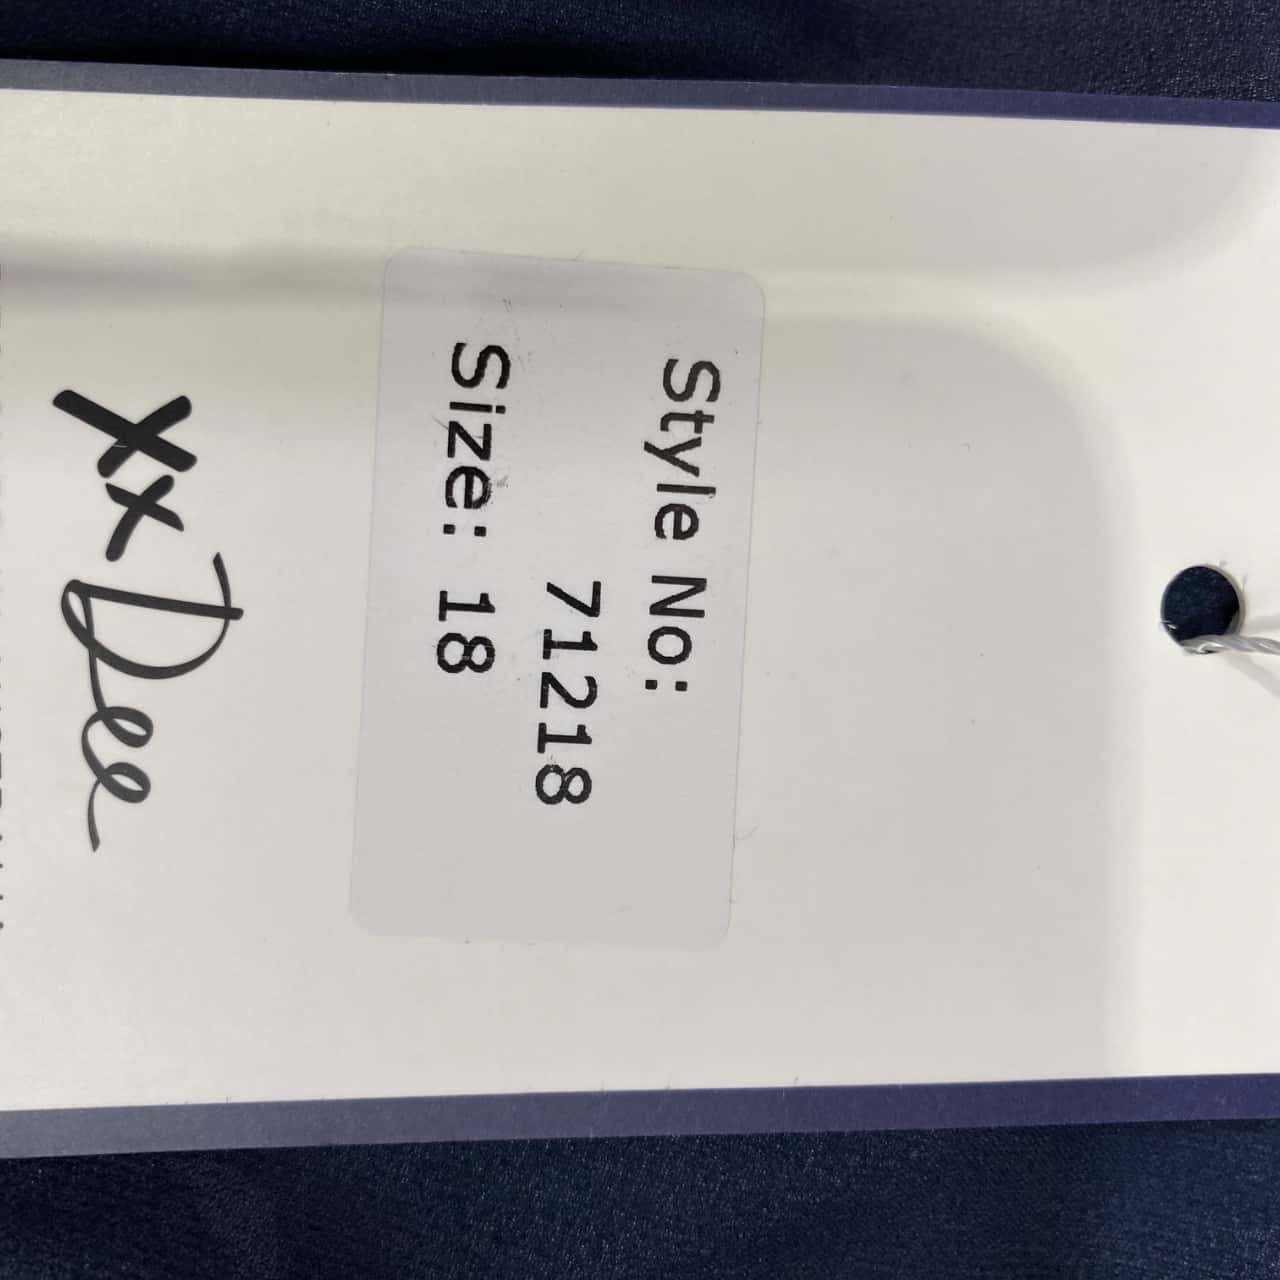 Style No:
71218
Size: 18
xx Dee